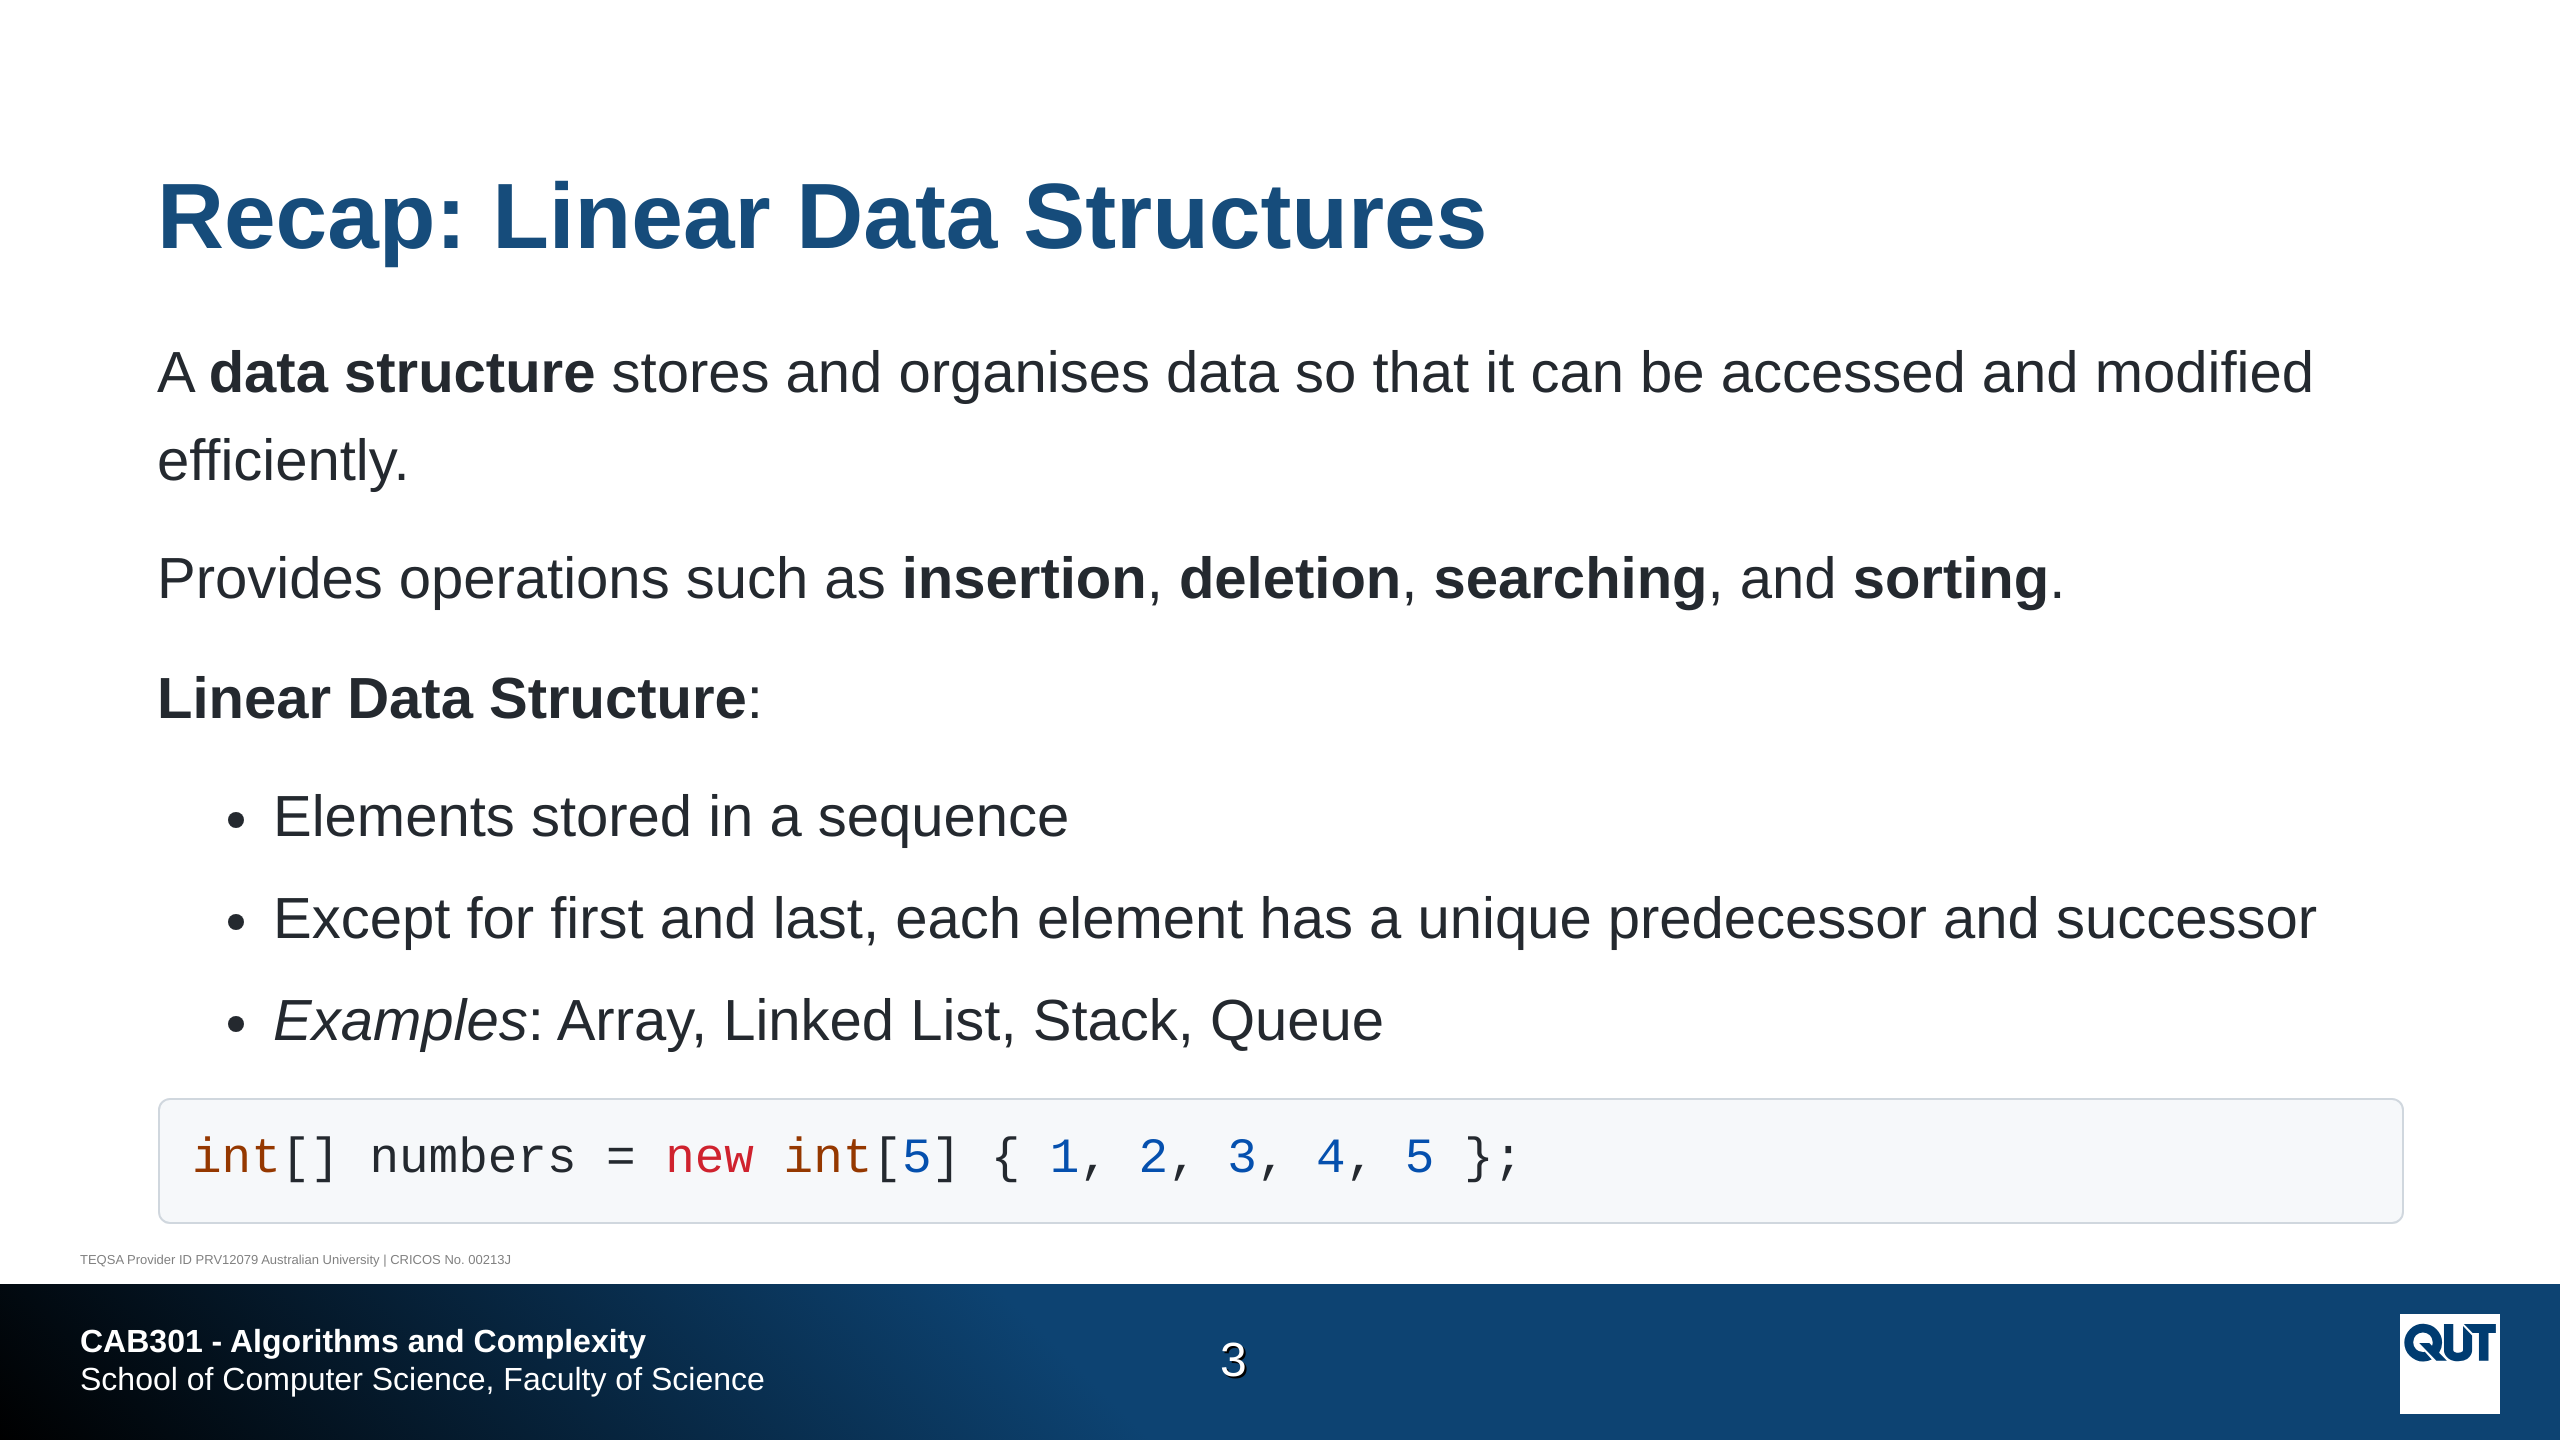 Recap: Linear Data Structures
A data structure stores and organises data so that it can be accessed and modified
efficiently.
Provides operations such as insertion, deletion, searching, and sorting.
Linear Data Structure:
• Elements stored in a sequence
• Except for first and last, each element has a unique predecessor and successor
• Examples: Array, Linked List, Stack, Queue
int[] numbers = new int[5] { 1, 2, 3, 4, 5 };
TEQSA Provider ID PRV12079 Australian University | CRICOS No. 00213J
CAB301 - Algorithms and Complexity
School of Computer Science, Faculty of Science
3
QUT